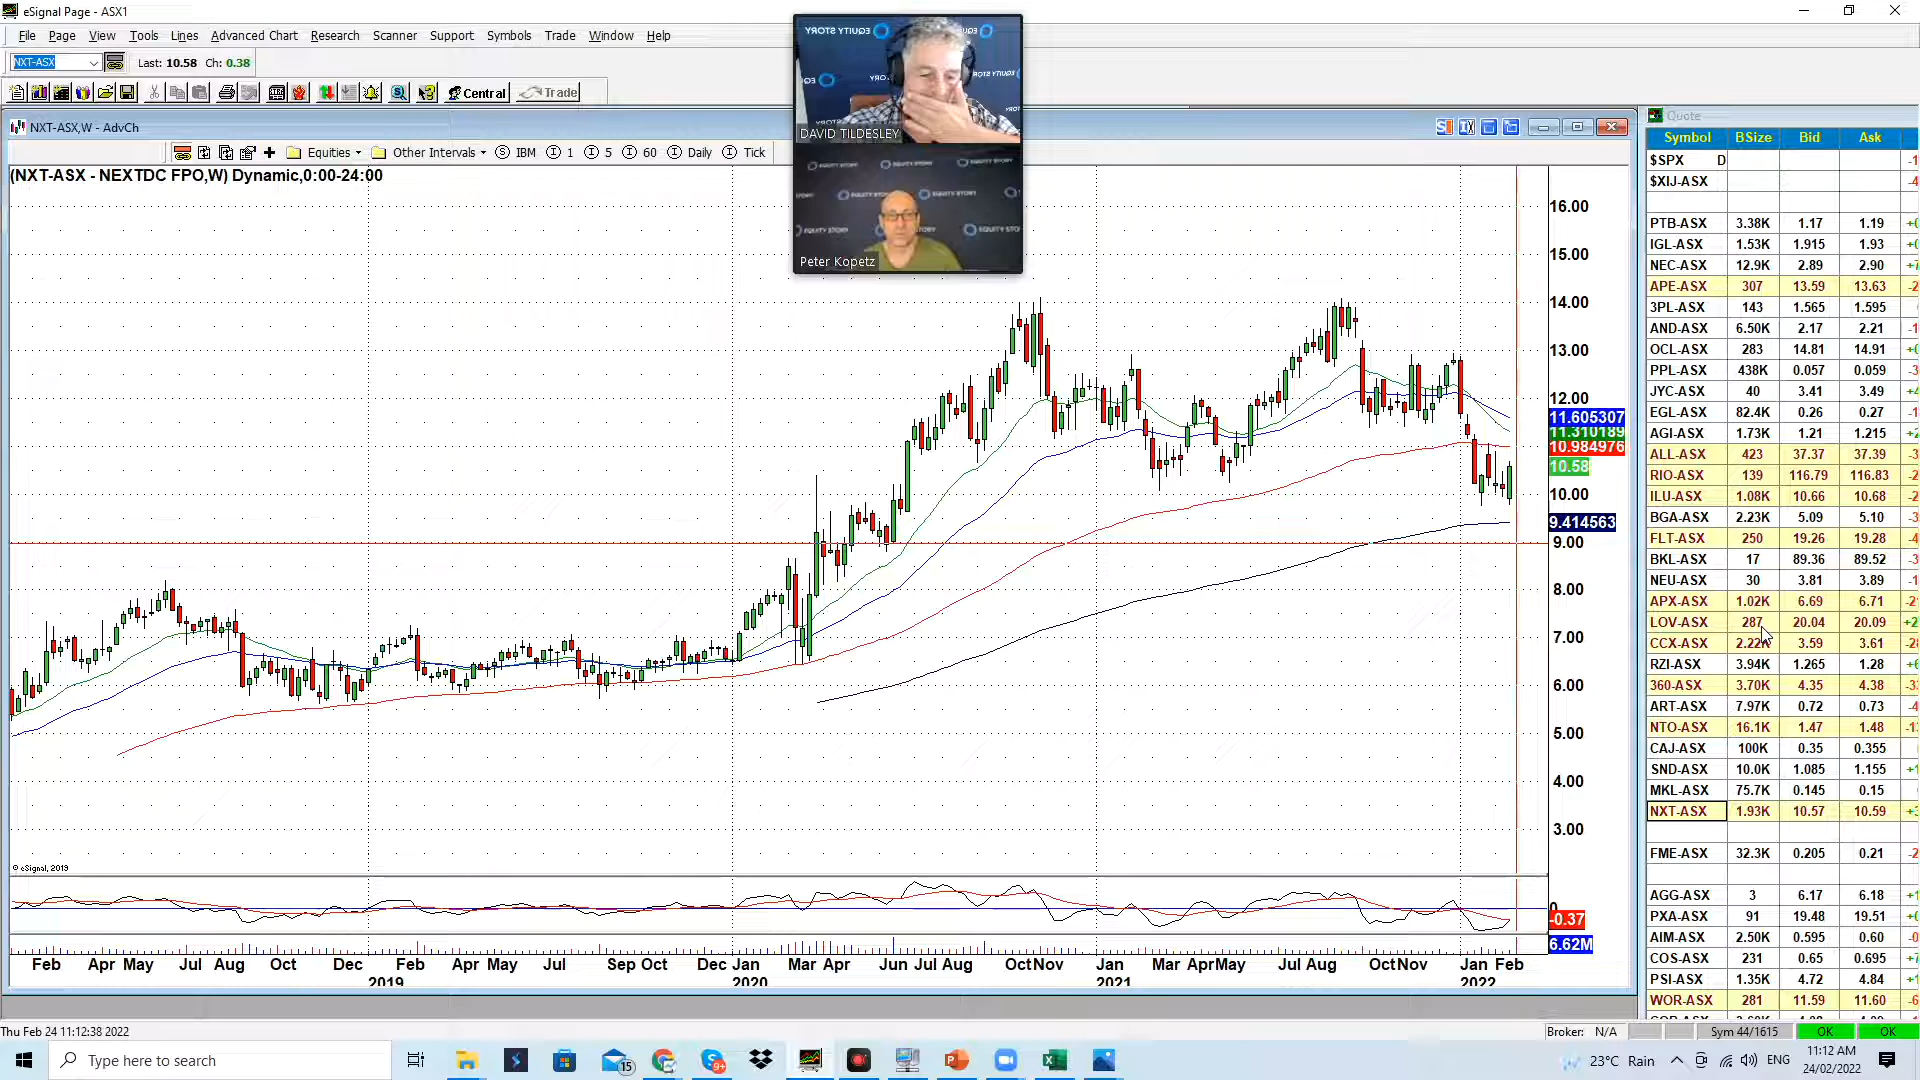 eSignal Page - ASX1
File Page View Tools Lines Advanced Chart Research Scanner Support Symbols Trade Window Help
NXT-ASX Last: 10.58 Ch: 0.38
Central Trade
NXT-ASX,W - AdvCh
Equities Other Intervals IBM 1 5 60 Daily Tick
(NXT-ASX - NEXTDC FPO,W) Dynamic,0:00-24:00
EQUITY STORY
DAVID TILDESLEY
EQUITY STORY
Peter Kopetz
16.00
15.00
14.00
13.00
12.00
11.605307
11.310189
10.984976
10.58
10.00
9.414563
9.00
8.00
7.00
6.00
5.00
4.00
3.00
© eSignal, 2019
0
-0.37
6.62M
Feb Apr May Jul Aug Oct Dec Feb Apr May Jul Sep Oct Dec Jan Mar Apr Jun Jul Aug Oct Nov Jan Mar Apr May Jul Aug Oct Nov Jan Feb
2019 2020 2021 2022
Quote
Symbol BSize Bid Ask
$SPX D
$XIJ-ASX
PTB-ASX 3.38K 1.17 1.19
IGL-ASX 1.53K 1.915 1.93
NEC-ASX 12.9K 2.89 2.90
APE-ASX 307 13.59 13.63
3PL-ASX 143 1.565 1.595
AND-ASX 6.50K 2.17 2.21
OCL-ASX 283 14.81 14.91
PPL-ASX 438K 0.057 0.059
JYC-ASX 40 3.41 3.49
EGL-ASX 82.4K 0.26 0.27
AGI-ASX 1.73K 1.21 1.215
ALL-ASX 423 37.37 37.39
RIO-ASX 139 116.79 116.83
ILU-ASX 1.08K 10.66 10.68
BGA-ASX 2.23K 5.09 5.10
FLT-ASX 250 19.26 19.28
BKL-ASX 17 89.36 89.52
NEU-ASX 30 3.81 3.89
APX-ASX 1.02K 6.69 6.71
LOV-ASX 287 20.04 20.09
CCX-ASX 2.22K 3.59 3.61
RZI-ASX 3.94K 1.265 1.28
360-ASX 3.70K 4.35 4.38
ART-ASX 7.97K 0.72 0.73
NTO-ASX 16.1K 1.47 1.48
CAJ-ASX 100K 0.35 0.355
SND-ASX 10.0K 1.085 1.155
MKL-ASX 75.7K 0.145 0.15
NXT-ASX 1.93K 10.57 10.59
FME-ASX 32.3K 0.205 0.21
AGG-ASX 3 6.17 6.18
PXA-ASX 91 19.48 19.51
AIM-ASX 2.50K 0.595 0.60
COS-ASX 231 0.65 0.695
PSI-ASX 1.35K 4.72 4.84
WOR-ASX 281 11.59 11.60
Thu Feb 24 11:12:38 2022
Broker: N/A Sym 44/1615 OK OK
Type here to search
15
9+
23°C Rain ENG
11:12 AM
24/02/2022